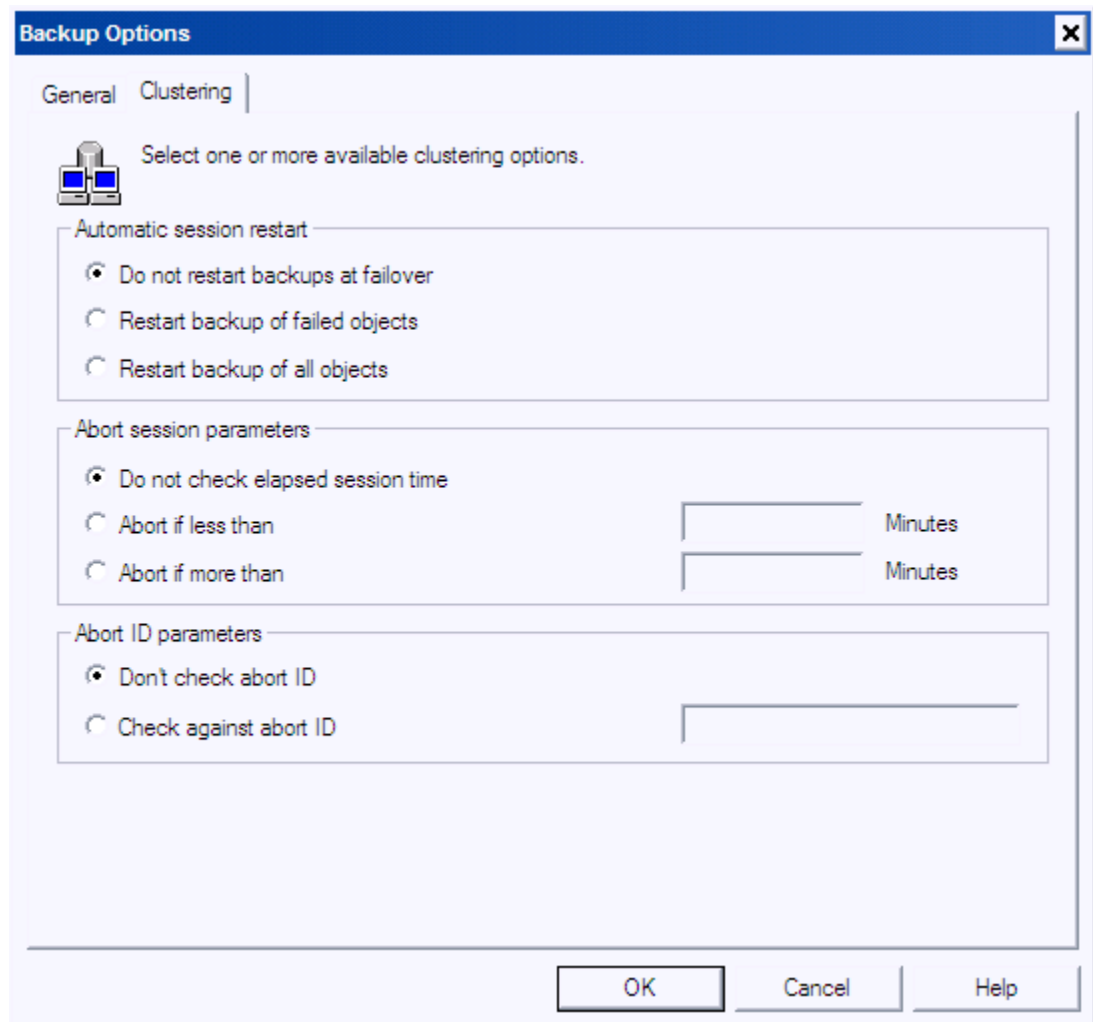 Backup Options
General Clustering
Select one or more available clustering options.
Automatic session restart
Do not restart backups at failover
Restart backup of failed objects
Restart backup of all objects
Abort session parameters
Do not check elapsed session time
Abort if less than Minutes
Abort if more than Minutes
Abort ID parameters
Don't check abort ID
Check against abort ID
OK Cancel Help